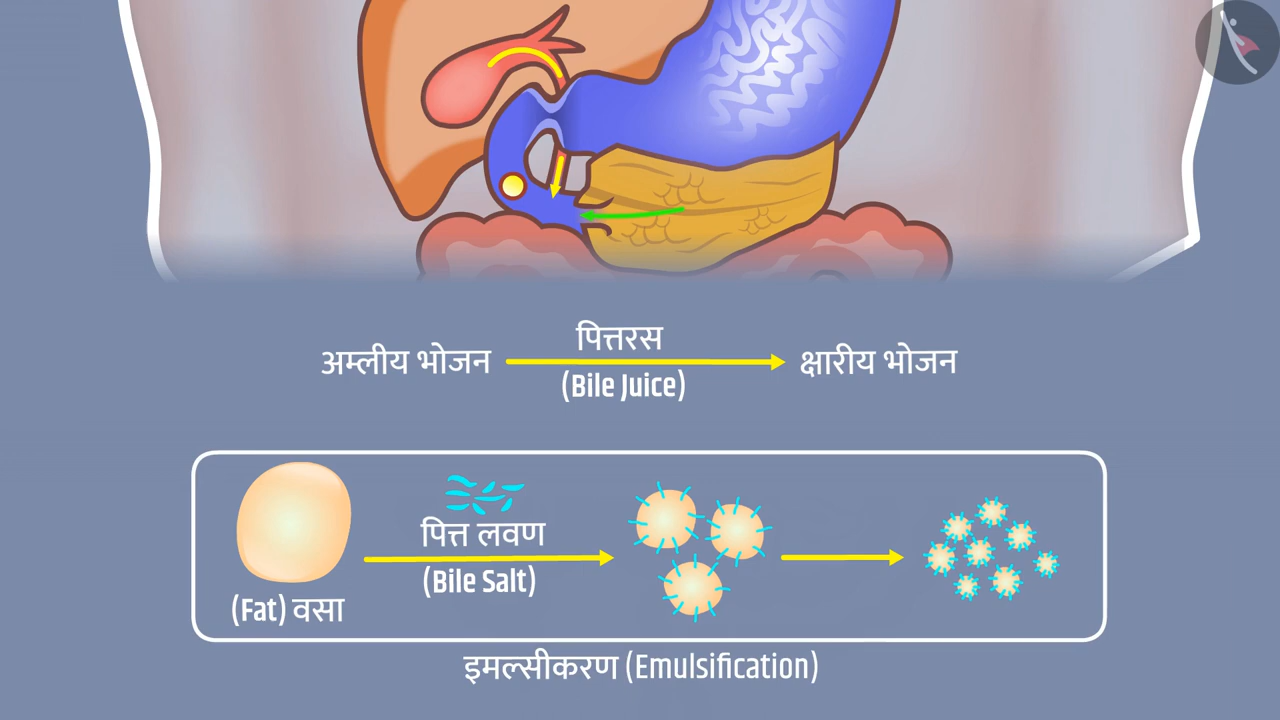 पित्तरस
अम्लीय भोजन
क्षारीय भोजन
(Bile Juice)
पित्त लवण
(Bile Salt)
(Fat) वसा
इमल्सीकरण (Emulsification)